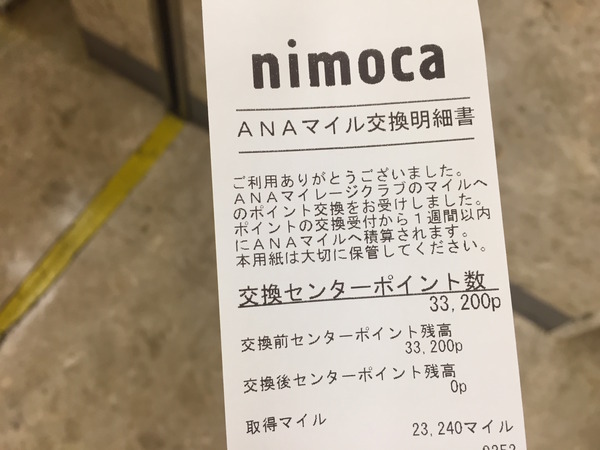 nimoca
ANAマイル交換明細書
ご利用ありがとうございました。
ANAマイレージクラブのマイルへ
のポイント交換をお受けしました。
ポイントの交換受付から1週間以内
にANAマイルへ積算されます。
本用紙は大切に保管してください。
交換センターポイント数
33,200p
交換前センターポイント残高
33,200p
交換後センターポイント残高
0p
取得マイル 23,240マイル